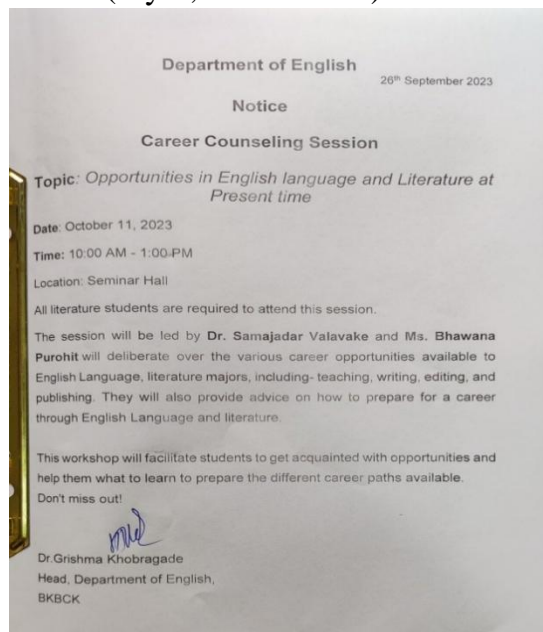 Department of English
26th September 2023
Notice
Career Counseling Session
Topic: Opportunities in English language and Literature at
Present time
Date: October 11, 2023
Time: 10:00 AM - 1:00 PM
Location: Seminar Hall
All literature students are required to attend this session.
The session will be led by Dr. Samajadar Valavake and Ms. Bhawana
Purohit will deliberate over the various career opportunities available to
English Language, literature majors, including- teaching, writing, editing, and
publishing. They will also provide advice on how to prepare for a career
through English Language and literature.
This workshop will facilitate students to get acquainted with opportunities and
help them what to learn to prepare the different career paths available.
Don't miss out!
Dr.Grishma Khobragade
Head, Department of English,
BKBCK